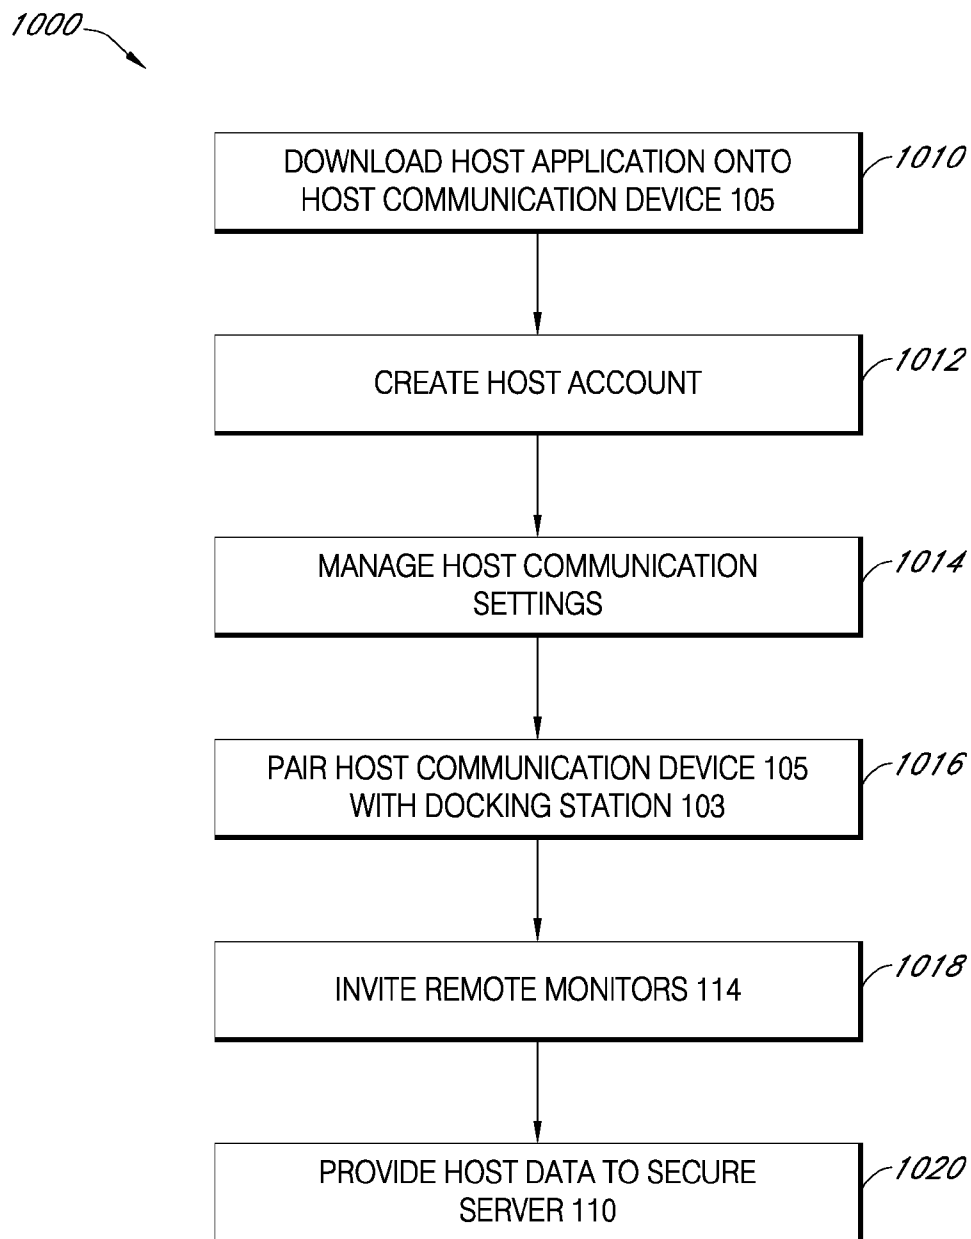 1000
DOWNLOAD HOST APPLICATION ONTO
HOST COMMUNICATION DEVICE 105
1010
CREATE HOST ACCOUNT
1012
MANAGE HOST COMMUNICATION
SETTINGS
1014
PAIR HOST COMMUNICATION DEVICE 105
WITH DOCKING STATION 103
1016
INVITE REMOTE MONITORS 114
1018
PROVIDE HOST DATA TO SECURE
SERVER 110
1020